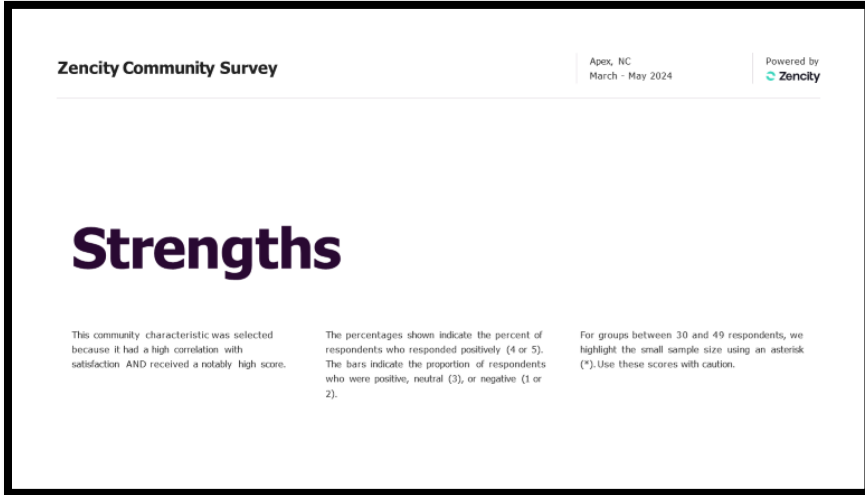 Zencity Community Survey
Apex, NC
March - May 2024
Powered by
Zencity
Strengths
This community characteristic was selected
because it had a high correlation with
satisfaction AND received a notably high score.
The percentages shown indicate the percent of
respondents who responded positively (4 or 5).
The bars indicate the proportion of respondents
who were positive, neutral (3), or negative (1 or
2).
For groups between 30 and 49 respondents, we
highlight the small sample size using an asterisk
(*). Use these scores with caution.